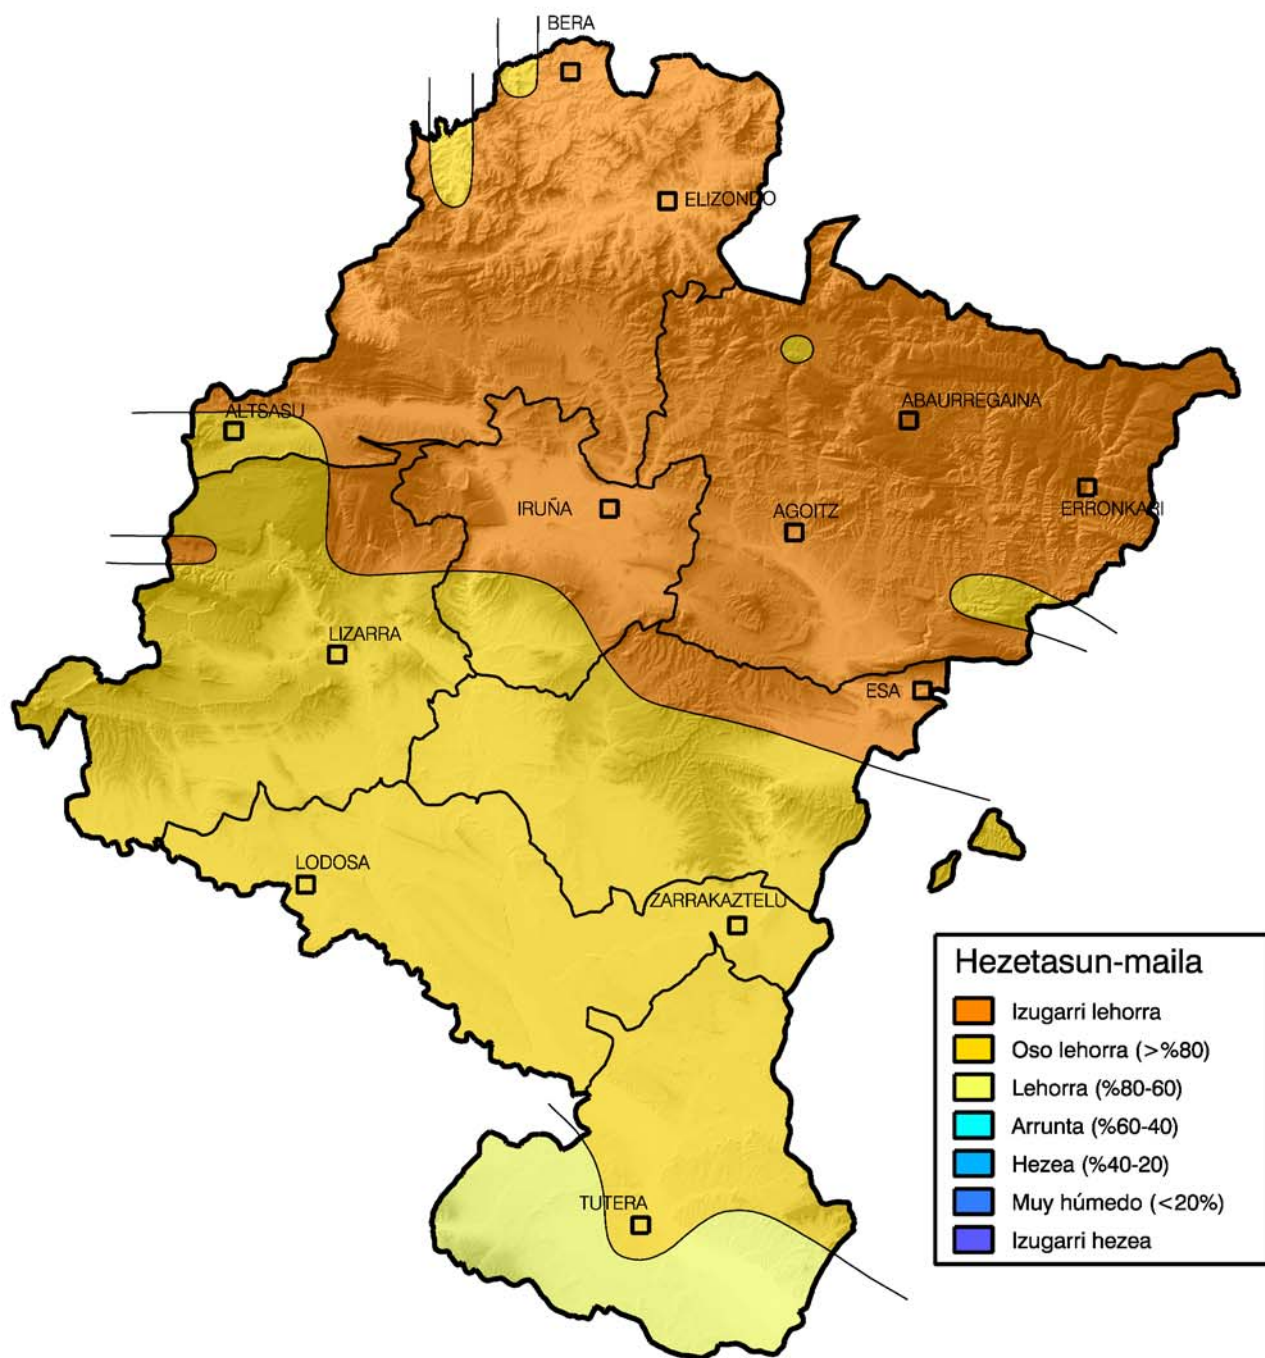 BERA
ELIZONDO
ALTSASU
ABAURREGAINA
IRUÑA
AGOITZ
ERRONKARI
LIZARRA
ESA
LODOSA
ZARRAKAZTELU
TUTERA
Hezetasun-maila
Izugarri lehorra
Oso lehorra (>%80)
Lehorra (%80-60)
Arrunta (%60-40)
Hezea (%40-20)
Muy húmedo (<20%)
Izugarri hezea